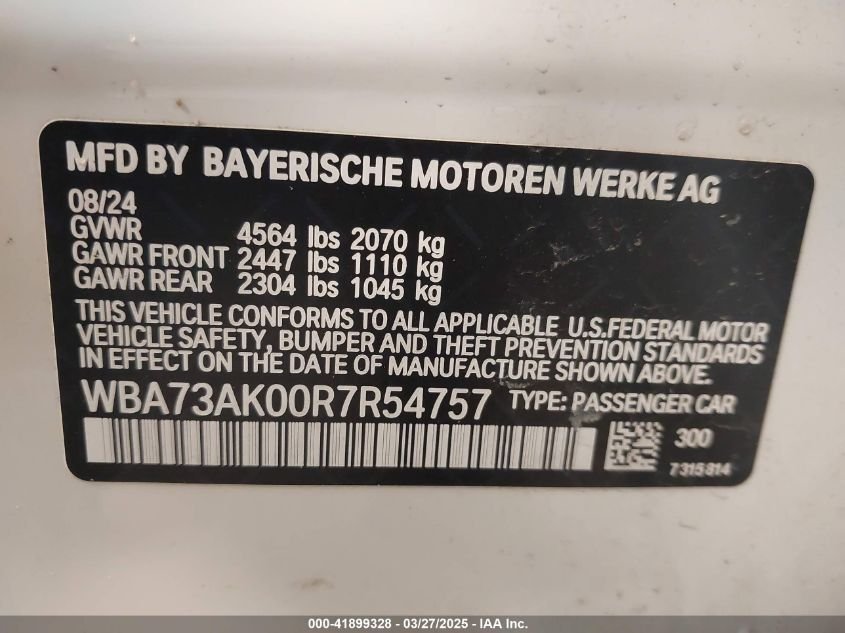 MFD BY BAYERISCHE MOTOREN WERKE AG
08/24
GVWR 4564 lbs 2070 kg
GAWR FRONT 2447 lbs 1110 kg
GAWR REAR 2304 lbs 1045 kg
THIS VEHICLE CONFORMS TO ALL APPLICABLE U.S.FEDERAL MOTOR
VEHICLE SAFETY, BUMPER AND THEFT PREVENTION STANDARDS
IN EFFECT ON THE DATE OF MANUFACTURE SHOWN ABOVE.
WBA73AK00R7R54757 TYPE: PASSENGER CAR
300
7315814
000-41899328 - 03/27/2025 - IAA Inc.